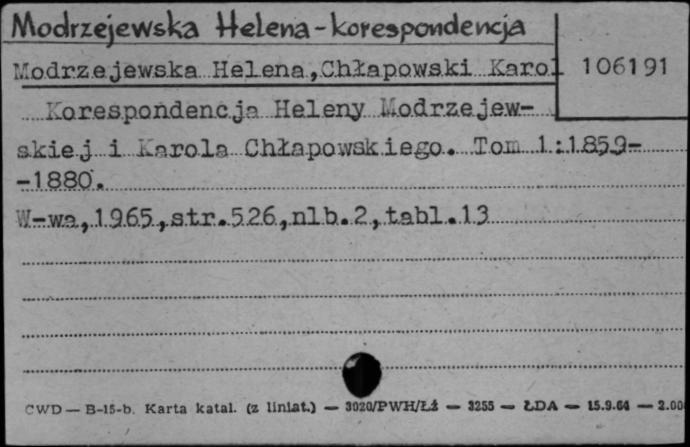 Modrzejewska Helena - korespondencja
Modrzejewska Helena,Chłapowski Karol
106191
Korespondencja Heleny Modrzejew-
skiej i Karola Chłapowskiego. Tom 1:1859-
-1880.
W-wa,1965,str.526,nlb.2,tabl.13
CWD — B-15-b. Karta katal. (z liniat.) — 3020/PWH/Łż — 3255 — ŁDA — 15.9.64 — 2.00